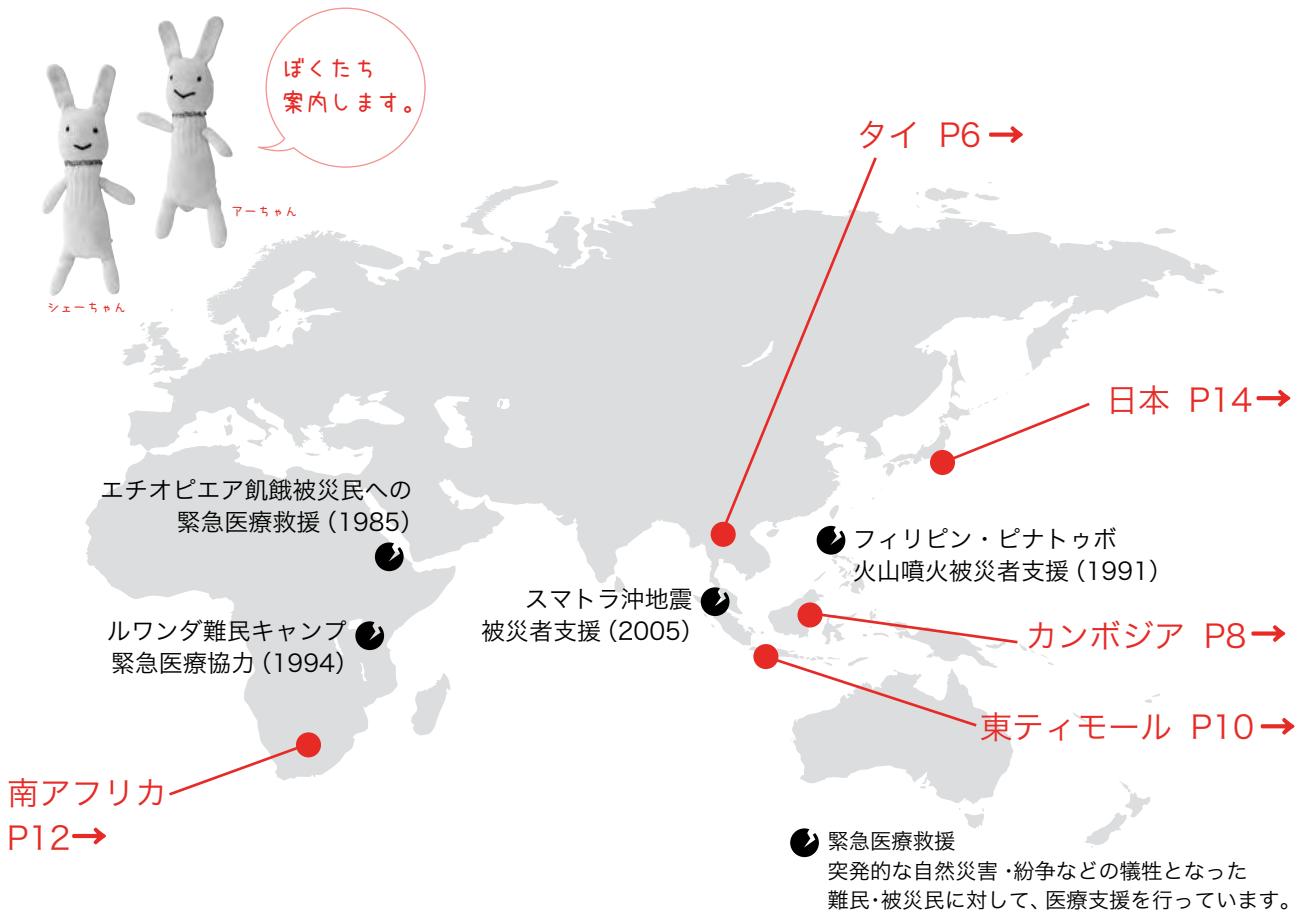 ぼくたち
案内します。
アーちゃん
シェーちゃん
タイ P6→
日本 P14→
エチオピエア飢餓被災民への
緊急医療救援（1985）
フィリピン・ピナトゥボ
火山噴火被災者支援（1991）
スマトラ沖地震
被災者支援（2005）
ルワンダ難民キャンプ
緊急医療協力（1994）
カンボジア P8→
東ティモール P10→
南アフリカ
P12→
緊急医療救援
突発的な自然災害・紛争などの犠牲となった
難民・被災民に対して、医療支援を行っています。